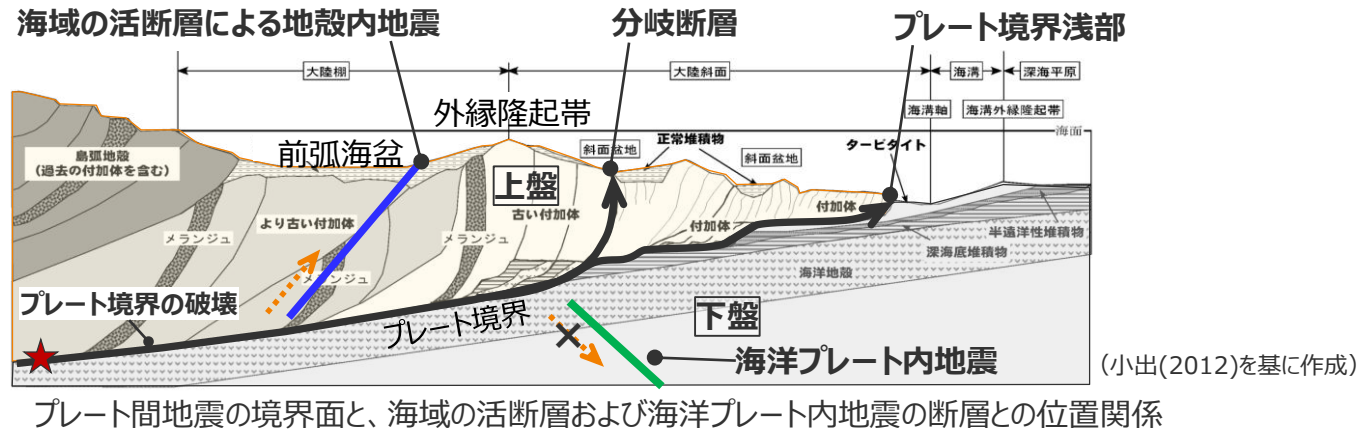 海域の活断層による地殻内地震
分岐断層
プレート境界浅部
大陸棚
大陸斜面
海溝
深海平原
海溝軸
海溝外縁隆起帯
外縁隆起帯
海面
正常堆積物
タービダイト
斜面盆地
斜面盆地
前弧海盆
島弧地殻
(過去の付加体を含む)
上盤
古い付加体
付加体
より古い付加体
付加体
メランジュ
メランジュ
半遠洋性堆積物
深海底堆積物
メランジュ
海洋地殻
プレート境界の破壊
プレート境界
下盤
海洋プレート内地震
(小出(2012)を基に作成)
プレート間地震の境界面と、海域の活断層および海洋プレート内地震の断層との位置関係